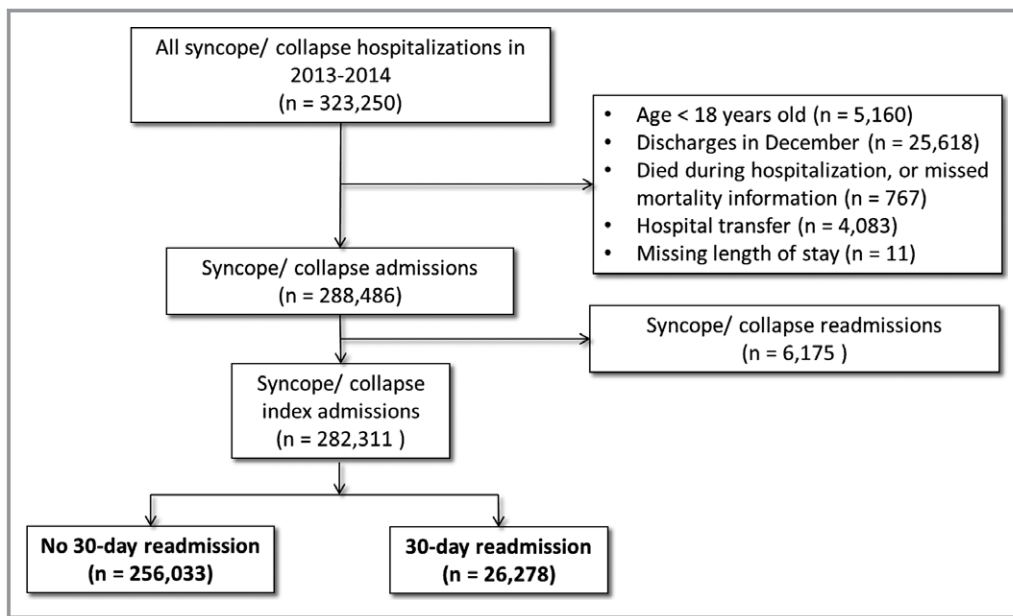 All syncope/ collapse hospitalizations in
2013-2014
(n = 323,250)
• Age < 18 years old (n = 5,160)
• Discharges in December (n = 25,618)
• Died during hospitalization, or missed
mortality information (n = 767)
• Hospital transfer (n = 4,083)
• Missing length of stay (n = 11)
Syncope/ collapse admissions
(n = 288,486)
Syncope/ collapse readmissions
(n = 6,175 )
Syncope/ collapse
index admissions
(n = 282,311 )
No 30-day readmission
(n = 256,033)
30-day readmission
(n = 26,278)